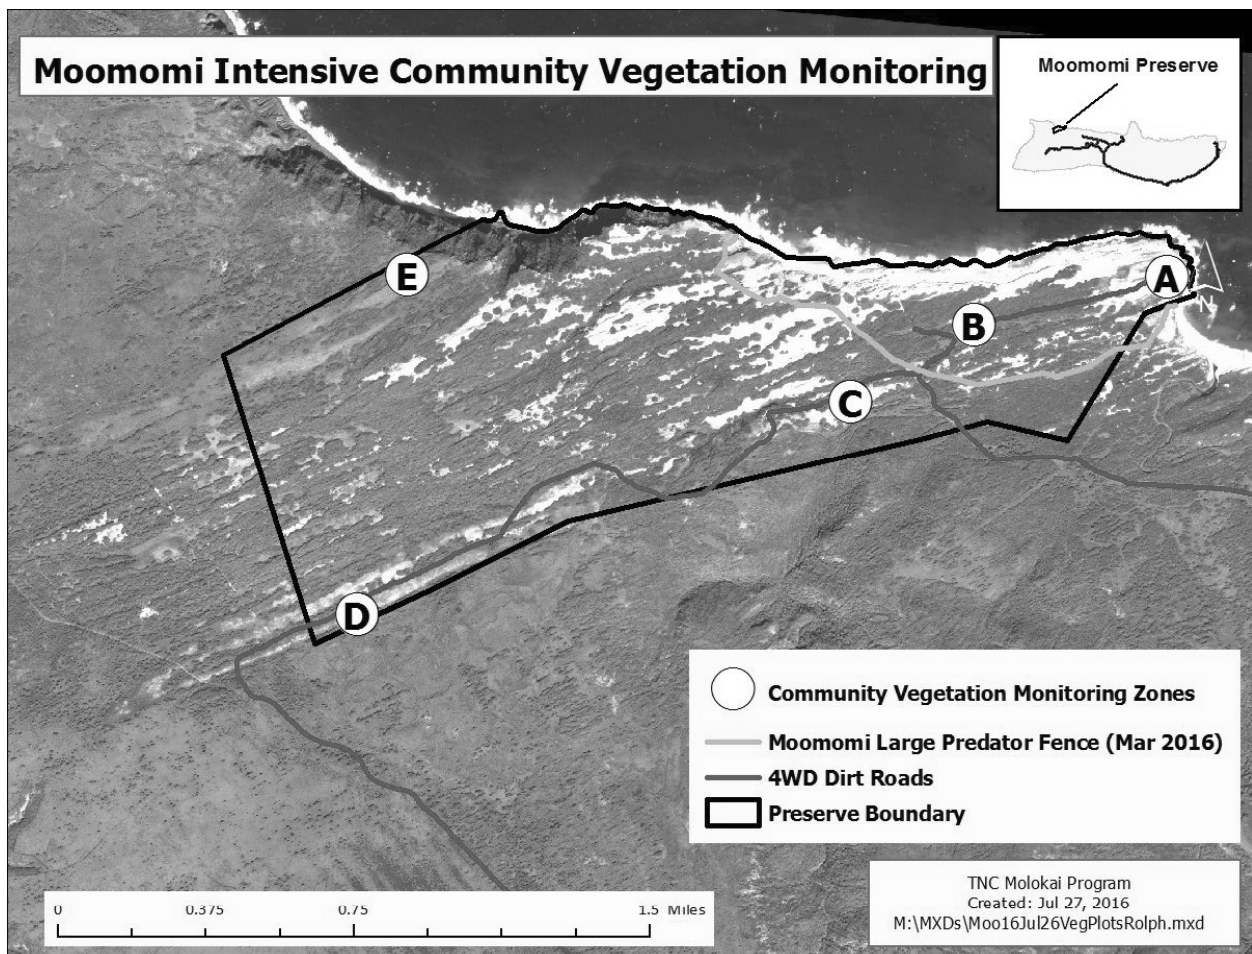 Moomomi Intensive Community Vegetation Monitoring
Moomomi Preserve
A
N
B
E
C
D
Community Vegetation Monitoring Zones
Moomomi Large Predator Fence (Mar 2016)
4WD Dirt Roads
Preserve Boundary
TNC Molokai Program
Created: Jul 27, 2016
M:\MXDs\Moo16Jul26VegPlotsRolph.mxd
0 0.375 0.75 1.5 Miles